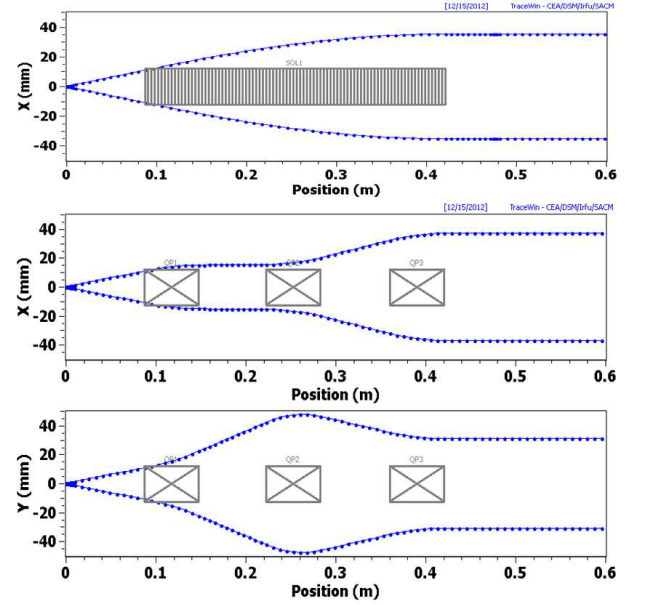 [12/15/2012] TraceWin - CEA/DSM/Irfu/SACM
40
20
0
-20
-40
X (mm)
SOL1
0 0.1 0.2 0.3 0.4 0.5 0.6
Position (m)
[12/15/2012] TraceWin - CEA/DSM/Irfu/SACM
40
20
0
-20
-40
X (mm)
QP1 QP2 QP3
0 0.1 0.2 0.3 0.4 0.5 0.6
Position (m)
40
20
0
-20
-40
Y (mm)
QP1 QP2 QP3
0 0.1 0.2 0.3 0.4 0.5 0.6
Position (m)